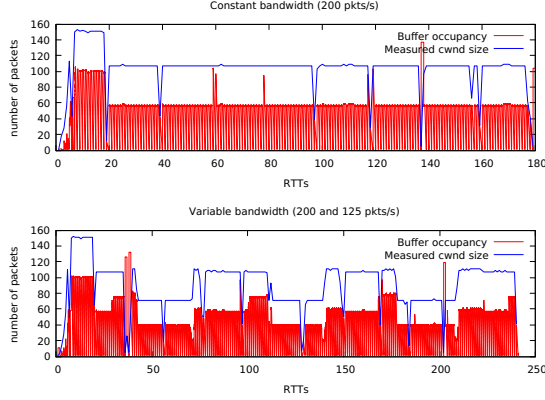 Constant bandwidth (200 pkts/s)
160
140
120
100
80
60
40
20
0
number of packets
Buffer occupancy
Measured cwnd size
0 20 40 60 80 100 120 140 160 180
RTTs
Variable bandwidth (200 and 125 pkts/s)
160
140
120
100
80
60
40
20
0
number of packets
Buffer occupancy
Measured cwnd size
0 50 100 150 200 250
RTTs